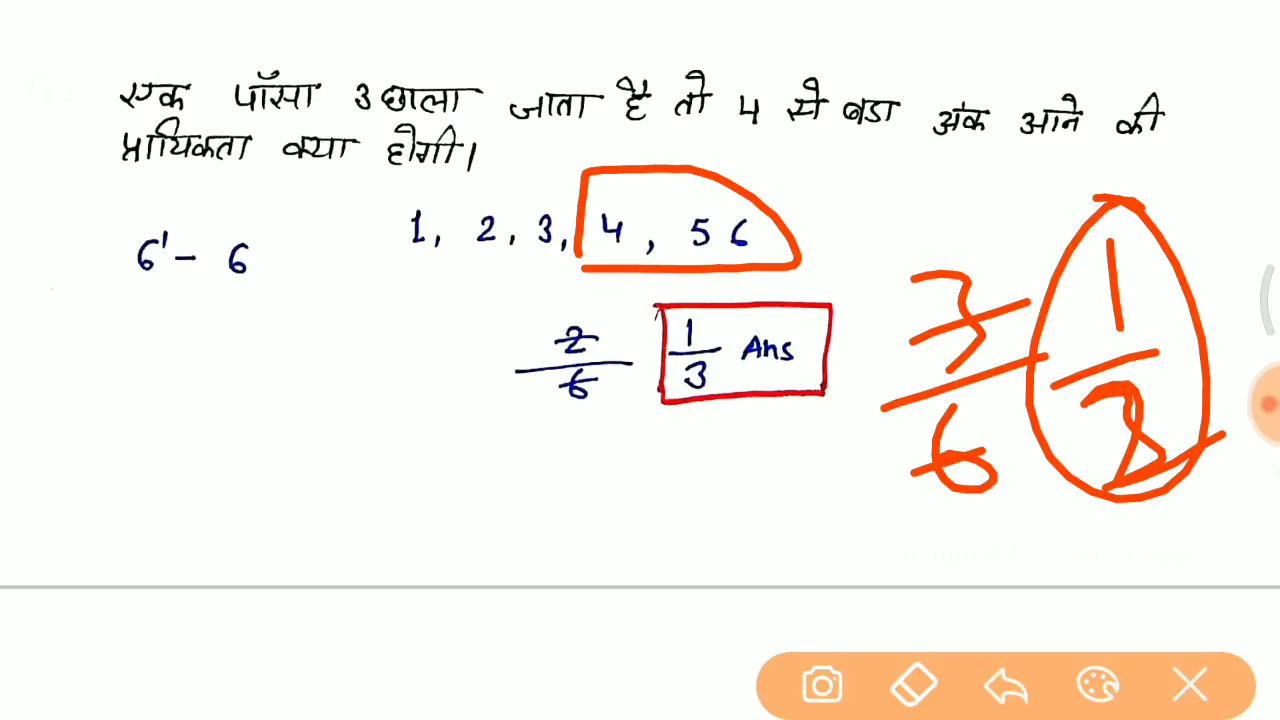 एक पाँसा उछाला जाता है तो 4 से बडा अंक आने की
प्रायिकता क्या होगी।
1, 2, 3, 4, 5 6
6¹ - 6
2/6
1/3 Ans
3/6
1/2